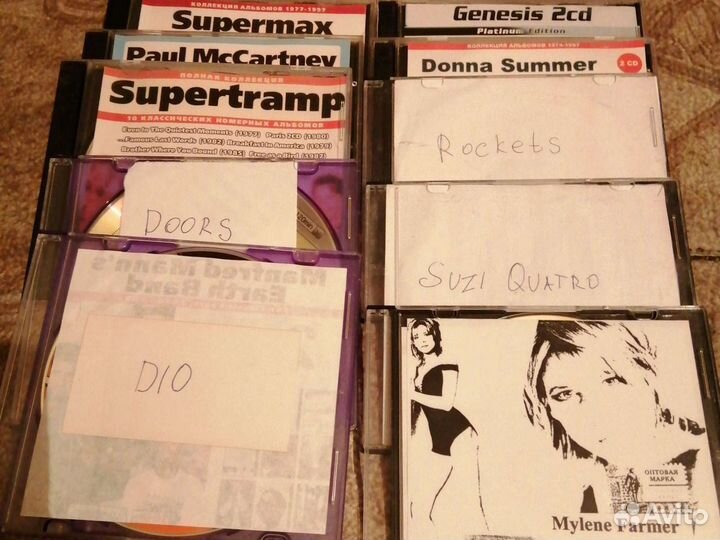 КОЛЛЕКЦИЯ АЛЬБОМОВ 1977-1997
Supermax
Paul McCartney
ПОЛНАЯ КОЛЛЕКЦИЯ
Supertramp
10 КЛАССИЧЕСКИХ НОМЕРНЫХ АЛЬБОМОВ
Even In The Quietest Moments (1977) Paris 2CD (1980)
...Famous Last Words (1982) Breakfast In America (1979)
Brother Where You Bound (1985) Free as a Bird (1987)
DOORS
Manfred Mann's
Earth Band
DIO
Genesis 2cd
Platinum Edition
КОЛЛЕКЦИЯ АЛЬБОМОВ 1974-1997
Donna Summer
2 CD
Rockets
SUZI QUATRO
ОПТОВАЯ
МАРКА
Mylene Farmer
Avito